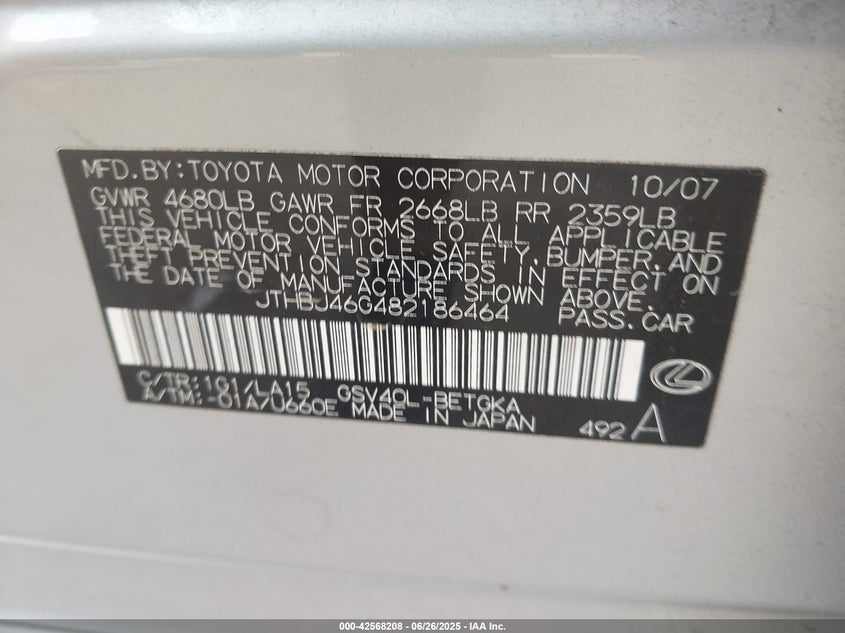 MFD.BY:TOYOTA MOTOR CORPORATION 10/07
GVWR 4680LB GAWR FR 2668LB RR 2359LB
THIS VEHICLE CONFORMS TO ALL APPLICABLE
FEDERAL MOTOR VEHICLE SAFETY,BUMPER,AND
THEFT PREVENTION STANDARDS IN EFFECT ON
THE DATE OF MANUFACTURE SHOWN ABOVE.
JTHBJ46G482186464 PASS.CAR
C/TR:1G1/LA15 GSV40L-BETGKA
A/TM:-01A/U660E MADE IN JAPAN 492 A
000-42568208 - 06/26/2025 - IAA Inc.